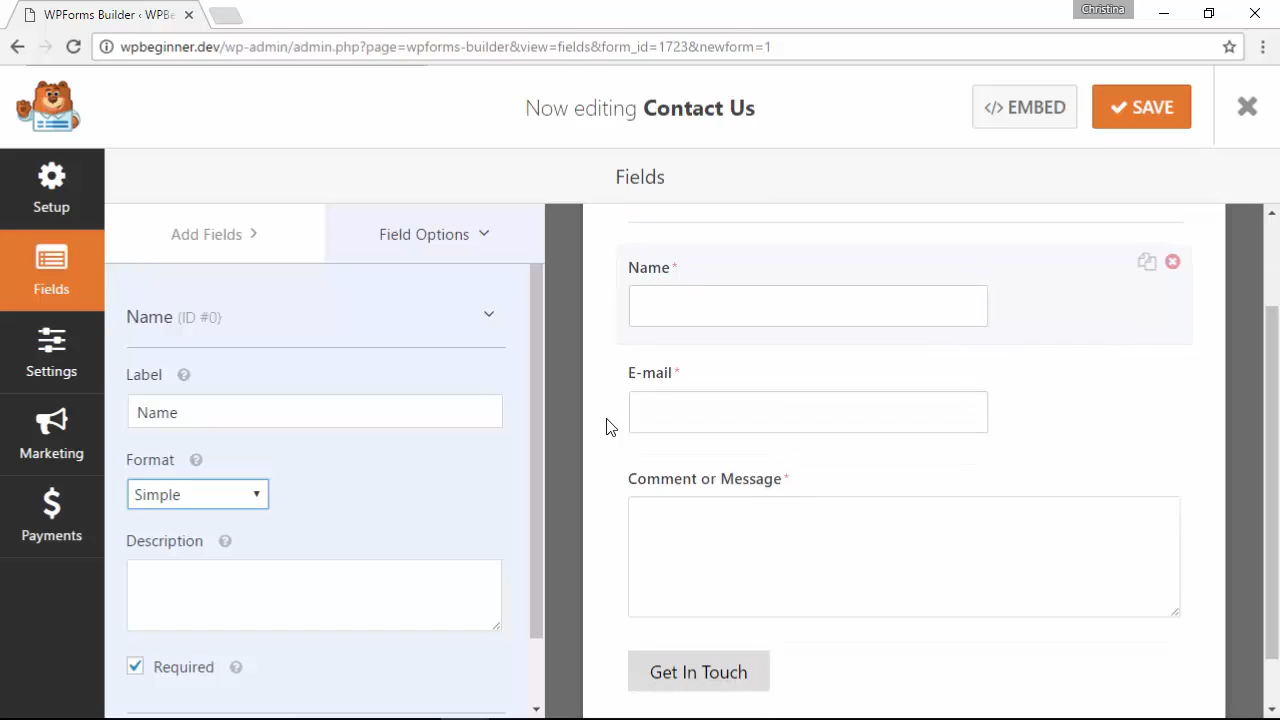 WPForms Builder ‹ WPBe
Christina
wpbeginner.dev/wp-admin/admin.php?page=wpforms-builder&view=fields&form_id=1723&newform=1
Now editing Contact Us
</> EMBED
SAVE
Setup
Fields
Settings
Marketing
Payments
Fields
Add Fields
Field Options
Name (ID #0)
Label
Name
Format
Simple
Description
Required
Name*
E-mail*
Comment or Message*
Get In Touch